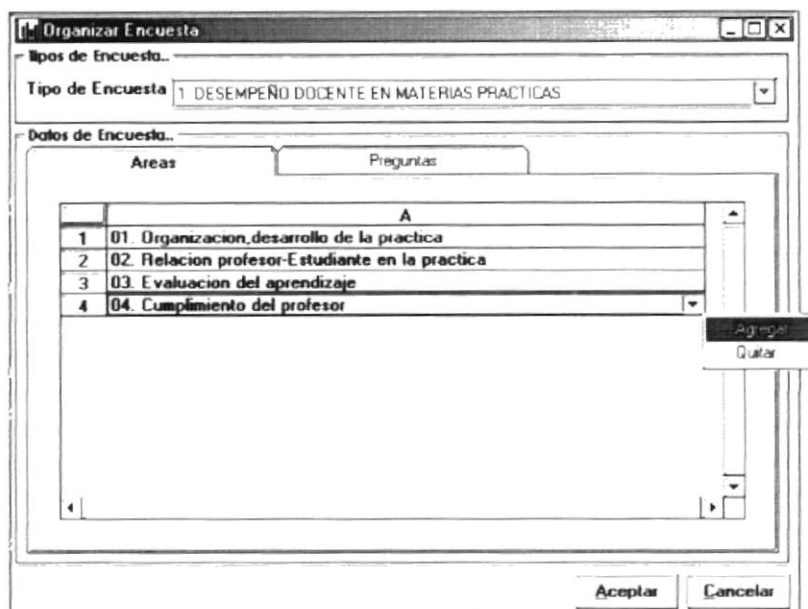 Organizar Encuesta
Tipos de Encuesta..
Tipo de Encuesta 1 DESEMPEÑO DOCENTE EN MATERIAS PRACTICAS
Datos de Encuesta..
Areas Preguntas
A
1 01. Organizacion,desarrollo de la practica
2 02. Relacion profesor-Estudiante en la practica
3 03. Evaluacion del aprendizaje
4 04. Cumplimiento del profesor
Agregar
Quitar
Aceptar Cancelar